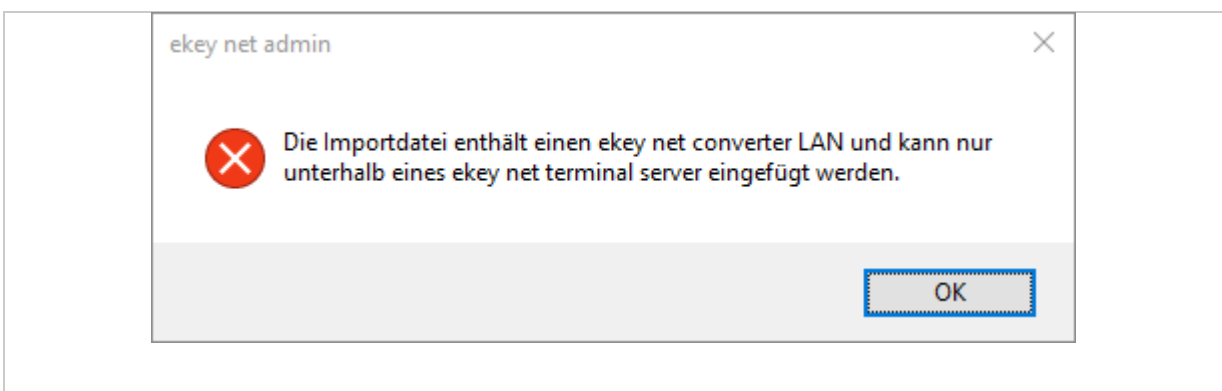 ekey net admin
Die Importdatei enthält einen ekey net converter LAN und kann nur
unterhalb eines ekey net terminal server eingefügt werden.
OK